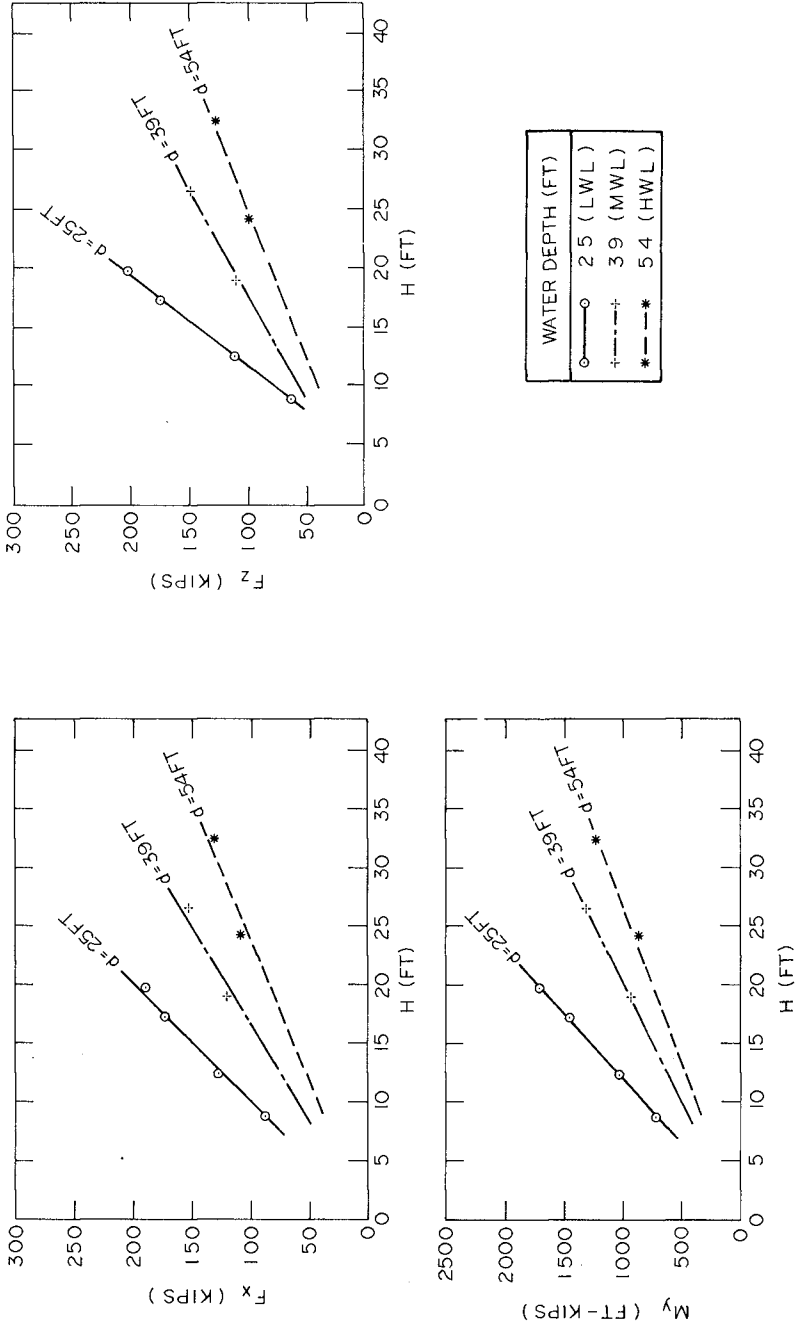 300
250
200
150
100
50
0
F_x (KIPS)
0 5 10 15 20 25 30 35 40
H (FT)
d=25FT
d=39FT
d=54FT
300
250
200
150
100
50
0
F_z (KIPS)
0 5 10 15 20 25 30 35 40
H (FT)
d=25FT
d=39FT
d=54FT
2500
2000
1500
1000
500
0
M_y (FT-KIPS)
0 5 10 15 20 25 30 35 40
H (FT)
d=25FT
d=39FT
d=54FT
WATER DEPTH (FT)
25 (LWL)
39 (MWL)
54 (HWL)